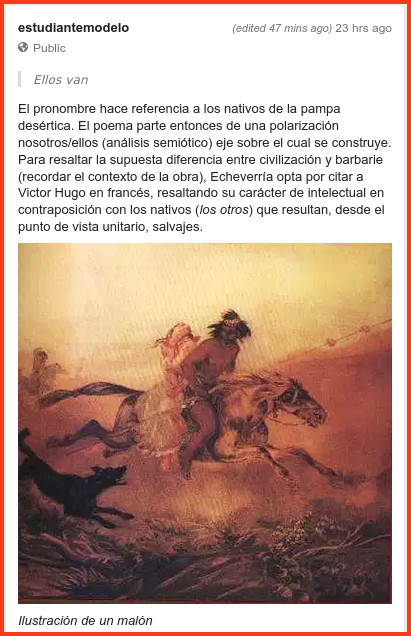 estudiantemodelo (edited 47 mins ago) 23 hrs ago
Public
Ellos van
El pronombre hace referencia a los nativos de la pampa
desértica. El poema parte entonces de una polarización
nosotros/ellos (análisis semiótico) eje sobre el cual se construye.
Para resaltar la supuesta diferencia entre civilización y barbarie
(recordar el contexto de la obra), Echeverría opta por citar a
Victor Hugo en francés, resaltando su carácter de intelectual en
contraposición con los nativos (los otros) que resultan, desde el
punto de vista unitario, salvajes.
Ilustración de un malón